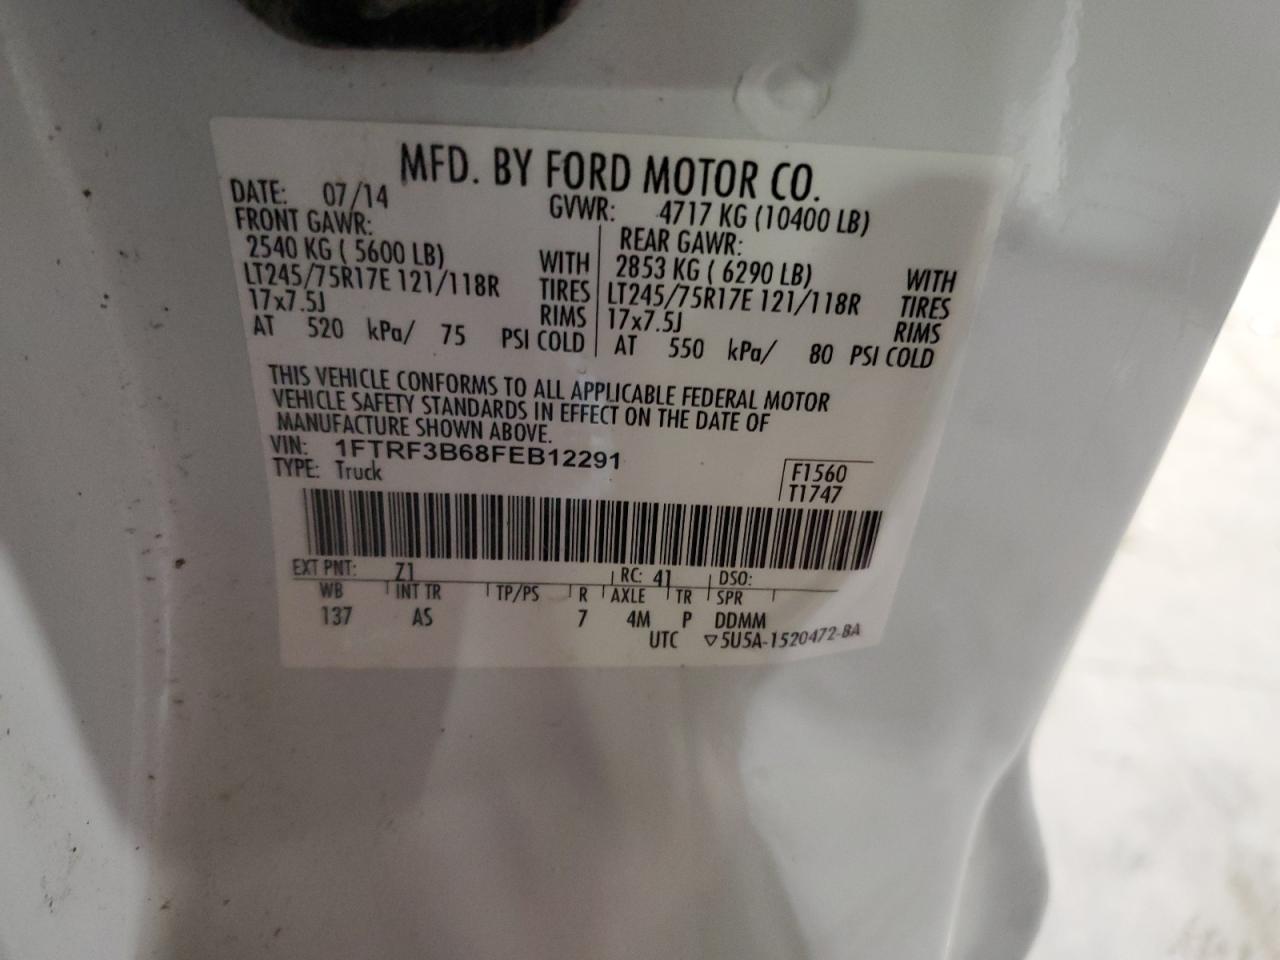 MFD. BY FORD MOTOR CO.
DATE: 07/14 GVWR: 4717 KG (10400 LB)
FRONT GAWR: REAR GAWR:
2540 KG ( 5600 LB) WITH 2853 KG ( 6290 LB) WITH
LT245/75R17E 121/118R TIRES LT245/75R17E 121/118R TIRES
17x7.5J RIMS 17x7.5J RIMS
AT 520 kPa/ 75 PSI COLD AT 550 kPa/ 80 PSI COLD
THIS VEHICLE CONFORMS TO ALL APPLICABLE FEDERAL MOTOR
VEHICLE SAFETY STANDARDS IN EFFECT ON THE DATE OF
MANUFACTURE SHOWN ABOVE.
VIN: 1FTRF3B68FEB12291
TYPE: Truck F1560
T1747
EXT PNT: Z1 RC: 41 DSO:
WB INT TR TP/PS R AXLE TR SPR
137 AS 7 4M P DDMM
UTC ▽5U5A-1520472-BA